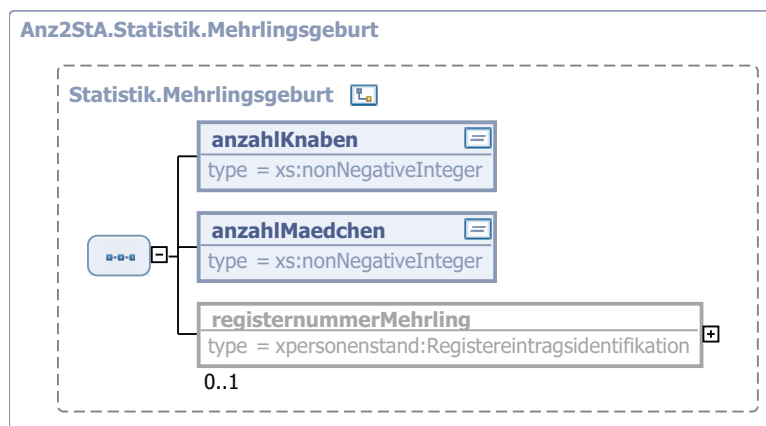 Anz2StA.Statistik.Mehrlingsgeburt
Statistik.Mehrlingsgeburt
anzahlKnaben
type = xs:nonNegativeInteger
anzahlMaedchen
type = xs:nonNegativeInteger
registernummerMehrling
type = xpersonenstand:Registereintragsidentifikation
0..1